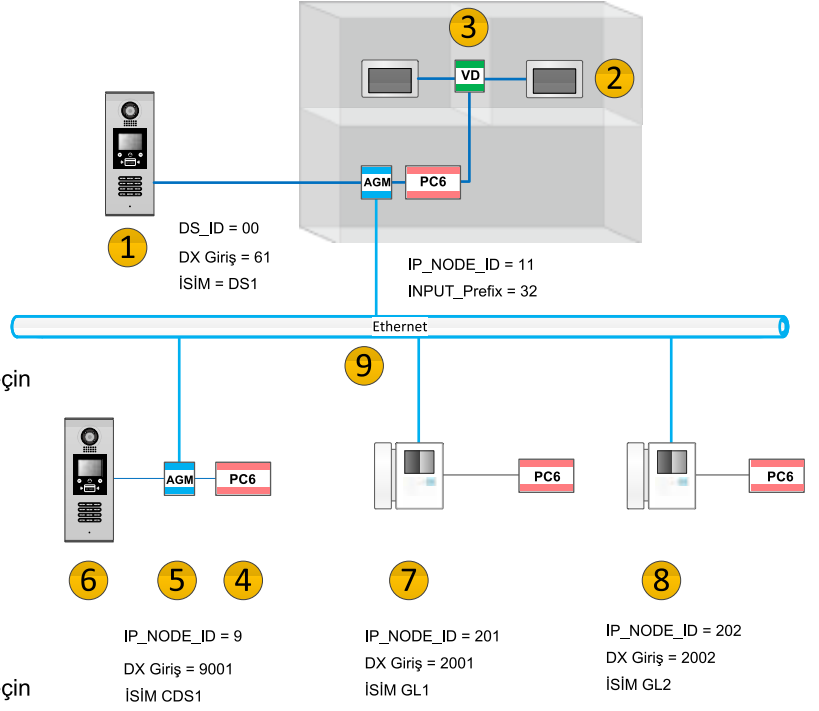 3
VD
2
AGM
PC6
1
DS_ID = 00
DX Giriş = 61
İSİM = DS1
IP_NODE_ID = 11
INPUT_Prefix = 32
Ethernet
9
çin
AGM
PC6
PC6
PC6
6
5
4
7
8
IP_NODE_ID = 9
DX Giriş = 9001
İSİM CDS1
IP_NODE_ID = 201
DX Giriş = 2001
İSİM GL1
IP_NODE_ID = 202
DX Giriş = 2002
İSİM GL2
çin